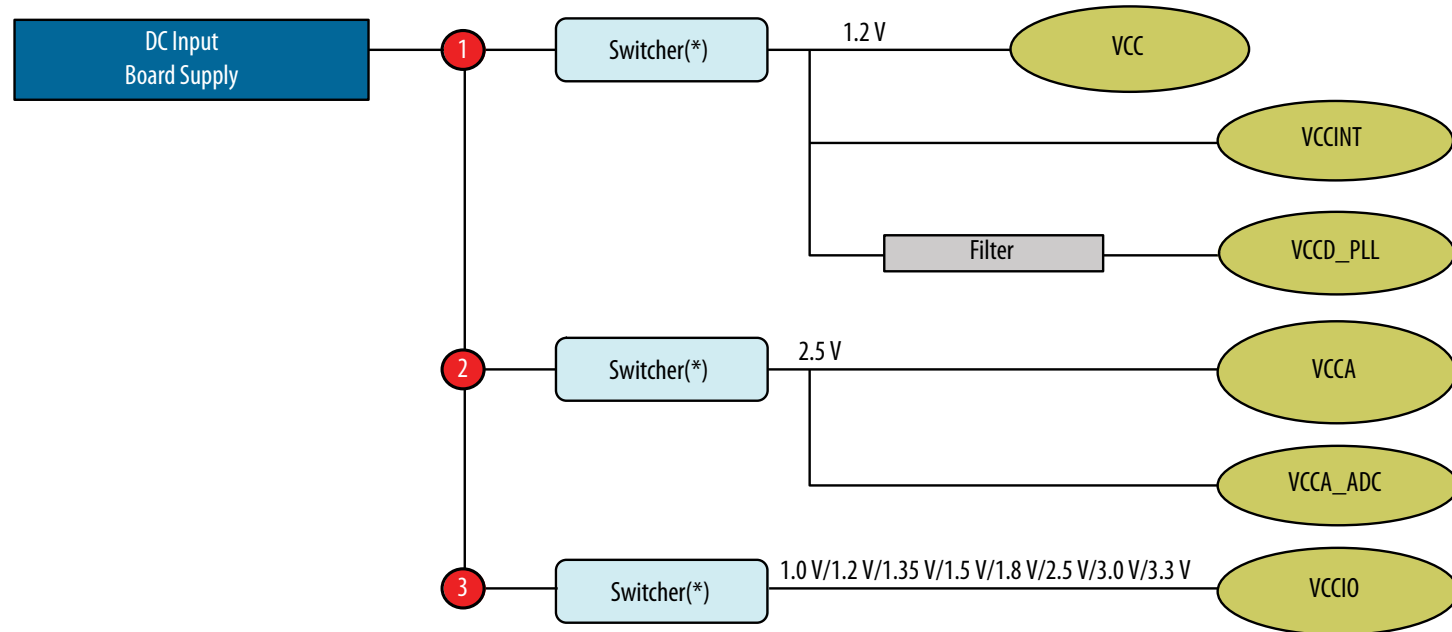 DC Input
Board Supply
1
Switcher(*)
1.2 V
VCC
VCCINT
Filter
VCCD_PLL
2
Switcher(*)
2.5 V
VCCA
VCCA_ADC
3
Switcher(*)
1.0 V/1.2 V/1.35 V/1.5 V/1.8 V/2.5 V/3.0 V/3.3 V
VCCIO